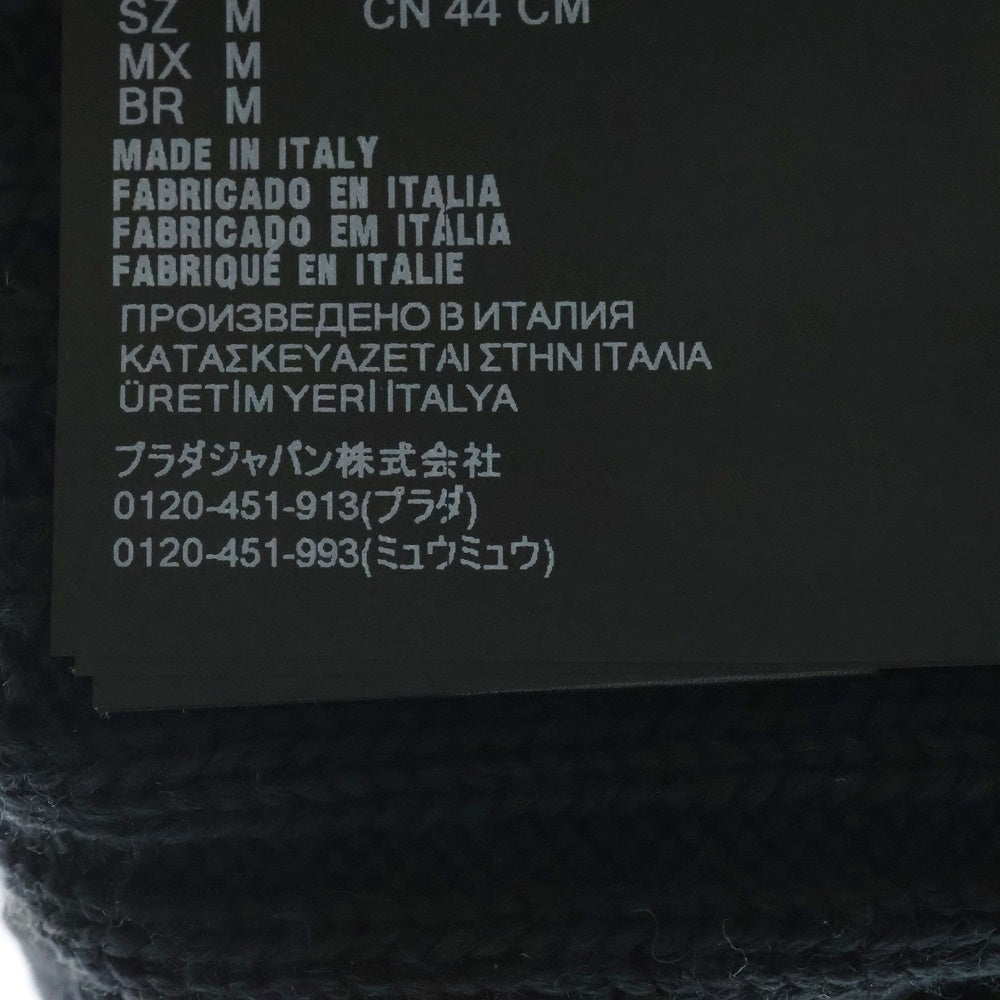 SZ M CN 44 CM
MX M
BR M
MADE IN ITALY
FABRICADO EN ITALIA
FABRICADO EM ITÁLIA
FABRIQUÉ EN ITALIE
ПРОИЗВЕДЕНО В ИТАЛИЯ
ΚΑΤΑΣΚΕΥΑΖΕΤΑΙ ΣΤΗΝ ΙΤΑΛΙΑ
ÜRETİM YERİ İTALYA
プラダジャパン株式会社
0120-451-913(プラダ)
0120-451-993(ミュウミュウ)